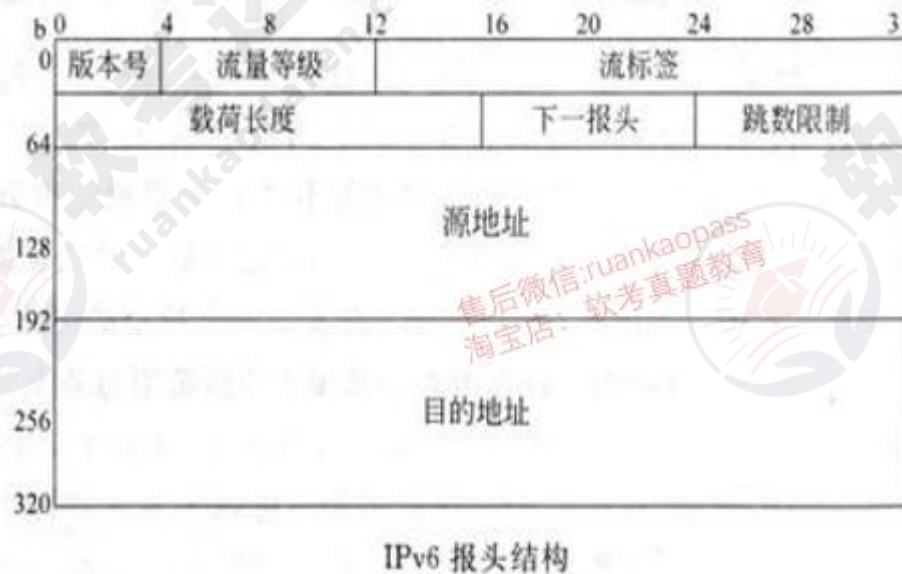 b 0 4 8 12 16 20 24 28 3
0 版本号 流量等级 流标签
载荷长度 下一报头 跳数限制
64
源地址
128
售后微信:ruankaopass
淘宝店：软考真题教育
192
目的地址
256
320
IPv6 报头结构